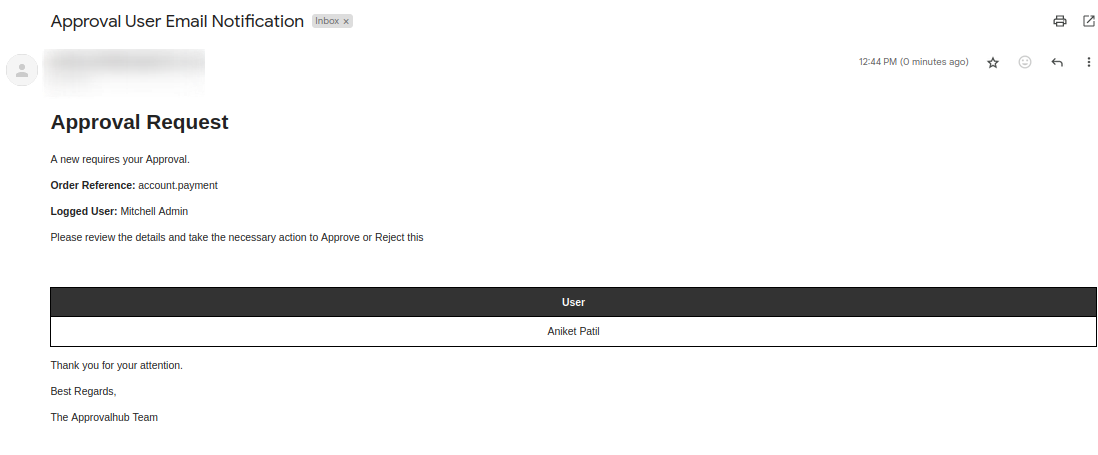 Approval User Email Notification Inbox ×
12:44 PM (0 minutes ago)
Approval Request
A new requires your Approval.
Order Reference: account.payment
Logged User: Mitchell Admin
Please review the details and take the necessary action to Approve or Reject this
User
Aniket Patil
Thank you for your attention.
Best Regards,
The Approvalhub Team